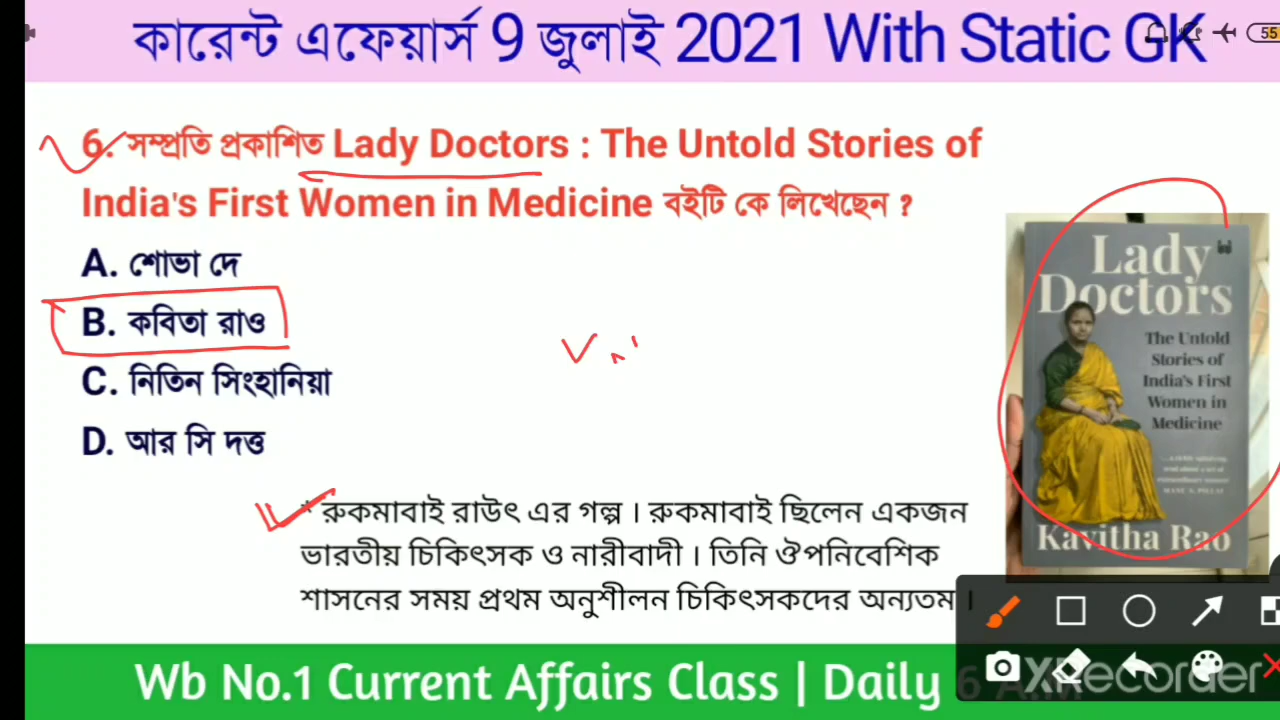 কারেন্ট এফেয়ার্স 9 জুলাই 2021 With Static GK
55
6. সম্প্রতি প্রকাশিত Lady Doctors : The Untold Stories of
India's First Women in Medicine বইটি কে লিখেছেন ?
A. শোভা দে
B. কবিতা রাও
C. নিতিন সিংহানিয়া
D. আর সি দত্ত
Lady
Doctors
The Untold
Stories of
India's First
Women in
Medicine
Kavitha Rao
* রুকমাবাই রাউৎ এর গল্প । রুকমাবাই ছিলেন একজন
ভারতীয় চিকিৎসক ও নারীবাদী । তিনি ঔপনিবেশিক
শাসনের সময় প্রথম অনুশীলন চিকিৎসকদের অন্যতম ।
Wb No.1 Current Affairs Class | Daily 6
XRecorder